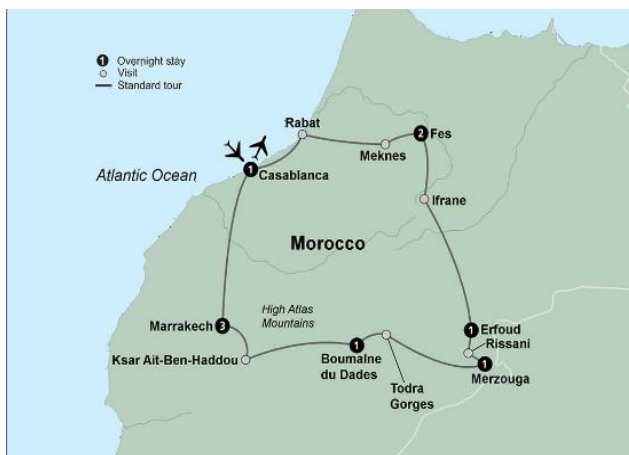 1 Overnight stay
Visit
Standard tour
Rabat
2 Fes
Meknes
Atlantic Ocean
1 Casablanca
Ifrane
Morocco
High Atlas
Mountains
Marrakech 3
1 Erfoud
Rissani
Ksar Ait-Ben-Haddou
1
Boumalne
du Dades
1
Merzouga
Todra
Gorges